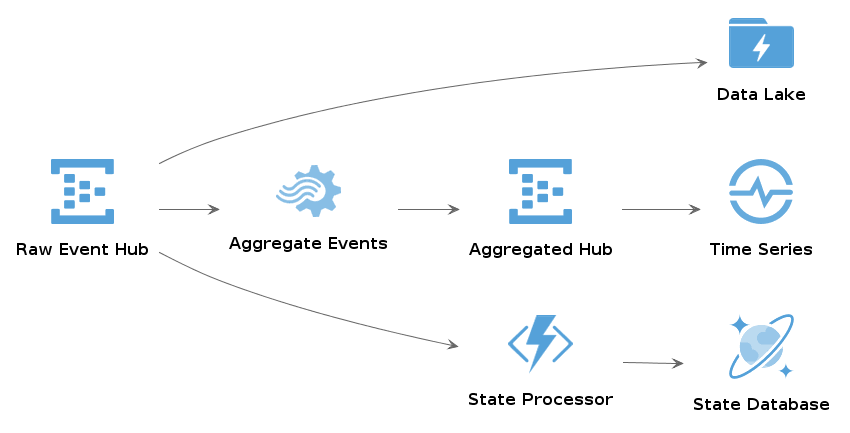 Data Lake
Raw Event Hub
Aggregate Events
Aggregated Hub
Time Series
State Processor
State Database